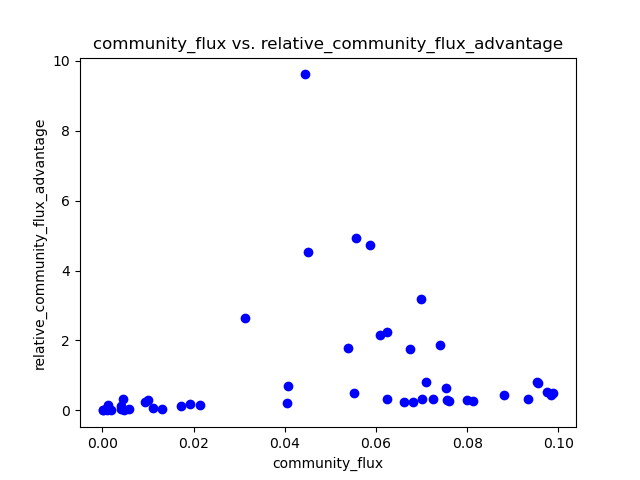 community_flux vs. relative_community_flux_advantage
10
8
6
4
2
0
relative_community_flux_advantage
0.00 0.02 0.04 0.06 0.08 0.10
community_flux